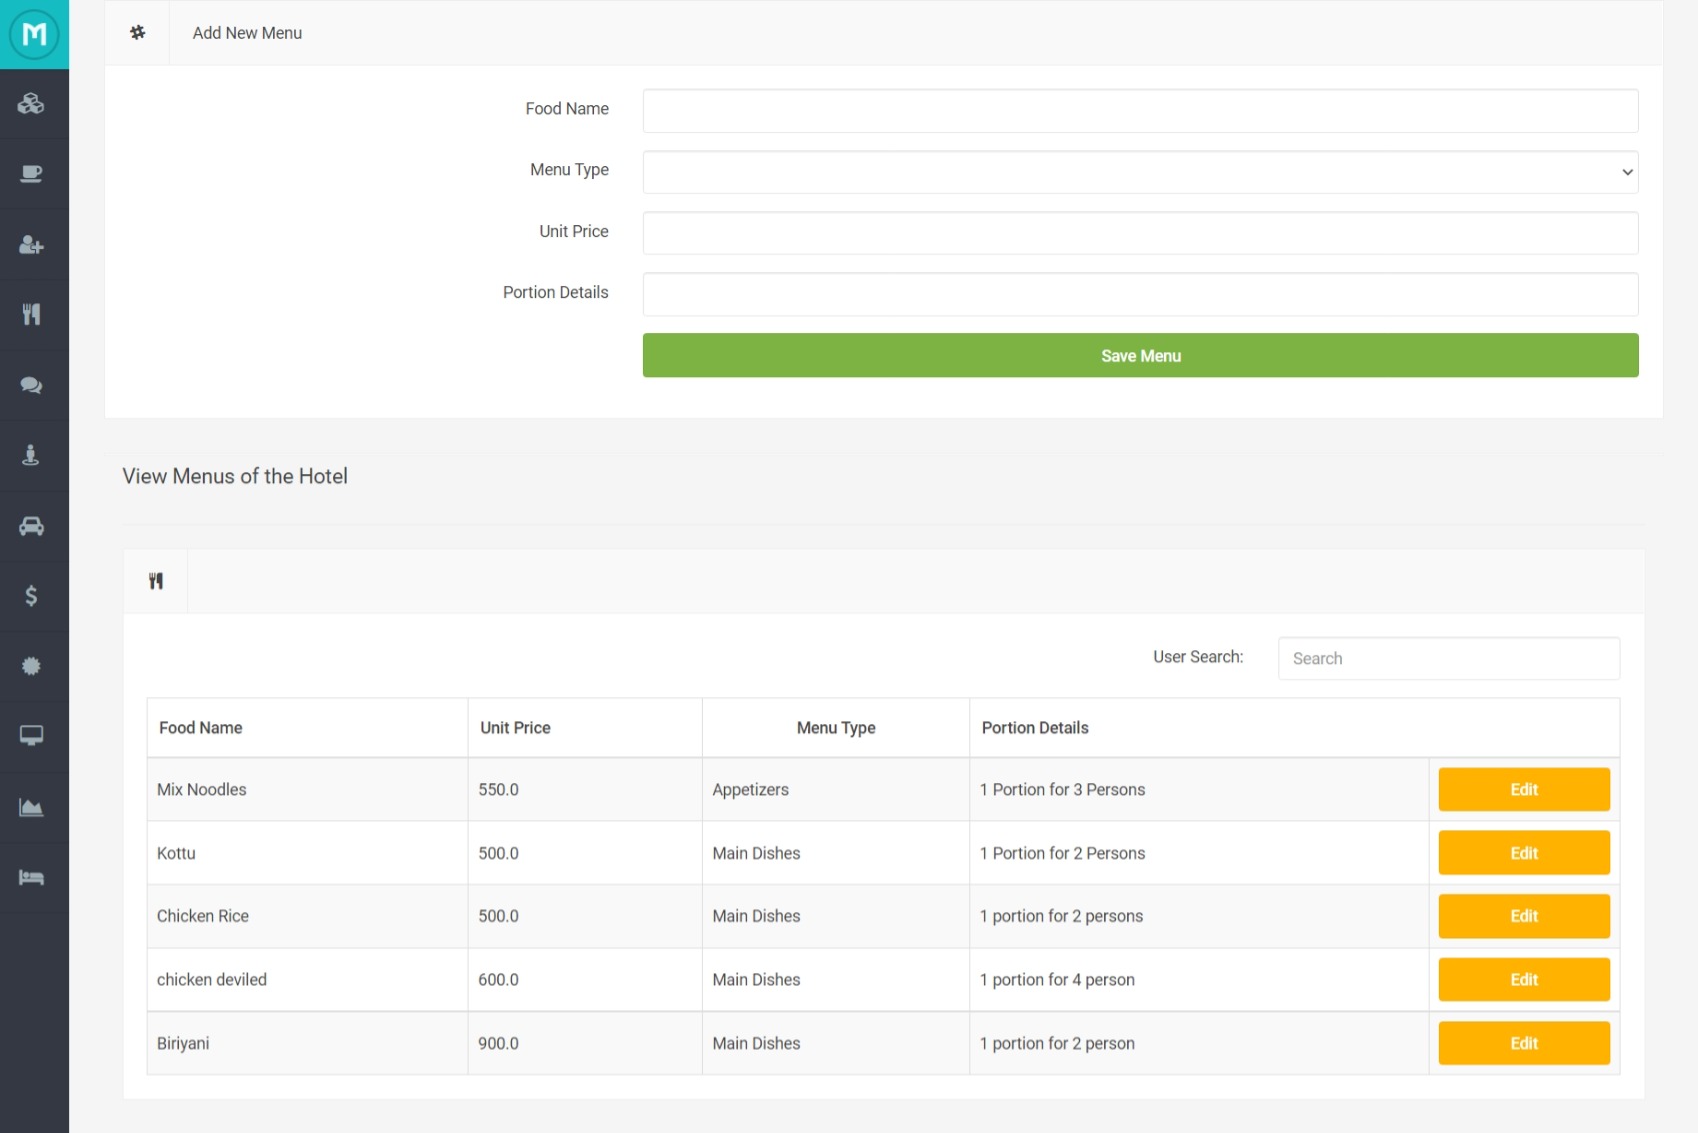 M
Add New Menu
Food Name
Menu Type
Unit Price
Portion Details
Save Menu
View Menus of the Hotel
User Search: Search
Food Name Unit Price Menu Type Portion Details
Mix Noodles 550.0 Appetizers 1 Portion for 3 Persons Edit
Kottu 500.0 Main Dishes 1 Portion for 2 Persons Edit
Chicken Rice 500.0 Main Dishes 1 portion for 2 persons Edit
chicken deviled 600.0 Main Dishes 1 portion for 4 person Edit
Biriyani 900.0 Main Dishes 1 portion for 2 person Edit